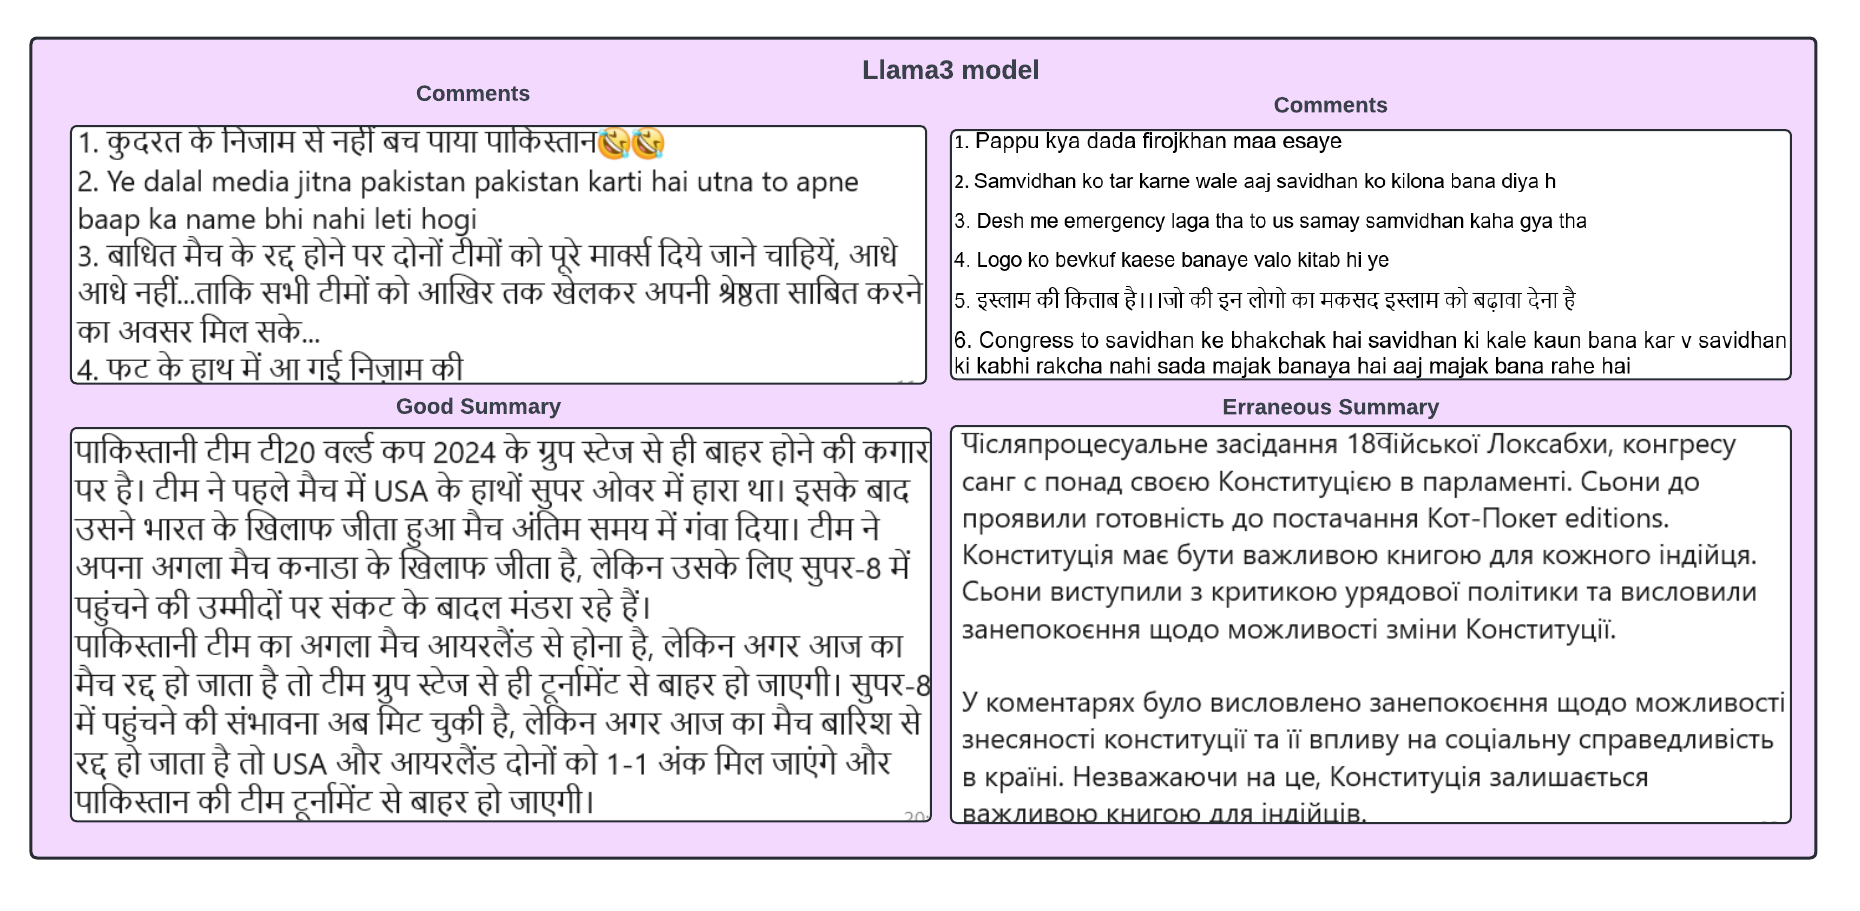 Llama3 model
Comments
1. कुदरत के निजाम से नहीं बच पाया पाकिस्तान🤣🤣
2. Ye dalal media jitna pakistan pakistan karti hai utna to apne
baap ka name bhi nahi leti hogi
3. बाधित मैच के रद्द होने पर दोनों टीमों को पूरे मार्क्स दिये जाने चाहियें, आधे
आधे नहीं...ताकि सभी टीमों को आखिर तक खेलकर अपनी श्रेष्ठता साबित करने
का अवसर मिल सके...
4. फट के हाथ में आ गई निज़ाम की
Good Summary
पाकिस्तानी टीम टी20 वर्ल्ड कप 2024 के ग्रुप स्टेज से ही बाहर होने की कगार
पर है। टीम ने पहले मैच में USA के हाथों सुपर ओवर में हारा था। इसके बाद
उसने भारत के खिलाफ जीता हुआ मैच अंतिम समय में गंवा दिया। टीम ने
अपना अगला मैच कनाडा के खिलाफ जीता है, लेकिन उसके लिए सुपर-8 में
पहुंचने की उम्मीदों पर संकट के बादल मंडरा रहे हैं।
पाकिस्तानी टीम का अगला मैच आयरलैंड से होना है, लेकिन अगर आज का
मैच रद्द हो जाता है तो टीम ग्रुप स्टेज से ही टूर्नामेंट से बाहर हो जाएगी। सुपर-8
में पहुंचने की संभावना अब मिट चुकी है, लेकिन अगर आज का मैच बारिश से
रद्द हो जाता है तो USA और आयरलैंड दोनों को 1-1 अंक मिल जाएंगे और
पाकिस्तान की टीम टूर्नामेंट से बाहर हो जाएगी।
Comments
1. Pappu kya dada firojkhan maa esaye
2. Samvidhan ko tar karne wale aaj savidhan ko kilona bana diya h
3. Desh me emergency laga tha to us samay samvidhan kaha gya tha
4. Logo ko bevkuf kaese banaye valo kitab hi ye
5. इस्लाम की किताब है।।।जो की इन लोगो का मकसद इस्लाम को बढ़ावा देना है
6. Congress to savidhan ke bhakchak hai savidhan ki kale kaun bana kar v savidhan
ki kabhi rakcha nahi sada majak banaya hai aaj majak bana rahe hai
Erraneous Summary
पісляпроцесуальне засідання 18वійської Локсабхи, конгресу
санг с понад своєю Конституцією в парламенті. Сьони до
проявили готовність до постачання Кот-Покет editions.
Конституція має бути важливою книгою для кожного індійця.
Сьони виступили з критикою урядової політики та висловили
занепокоєння щодо можливості зміни Конституції.
У коментарях було висловлено занепокоєння щодо можливості
знесяності конституції та її впливу на соціальну справедливість
в країні. Незважаючи на це, Конституція залишається
важливою книгою для індійців.